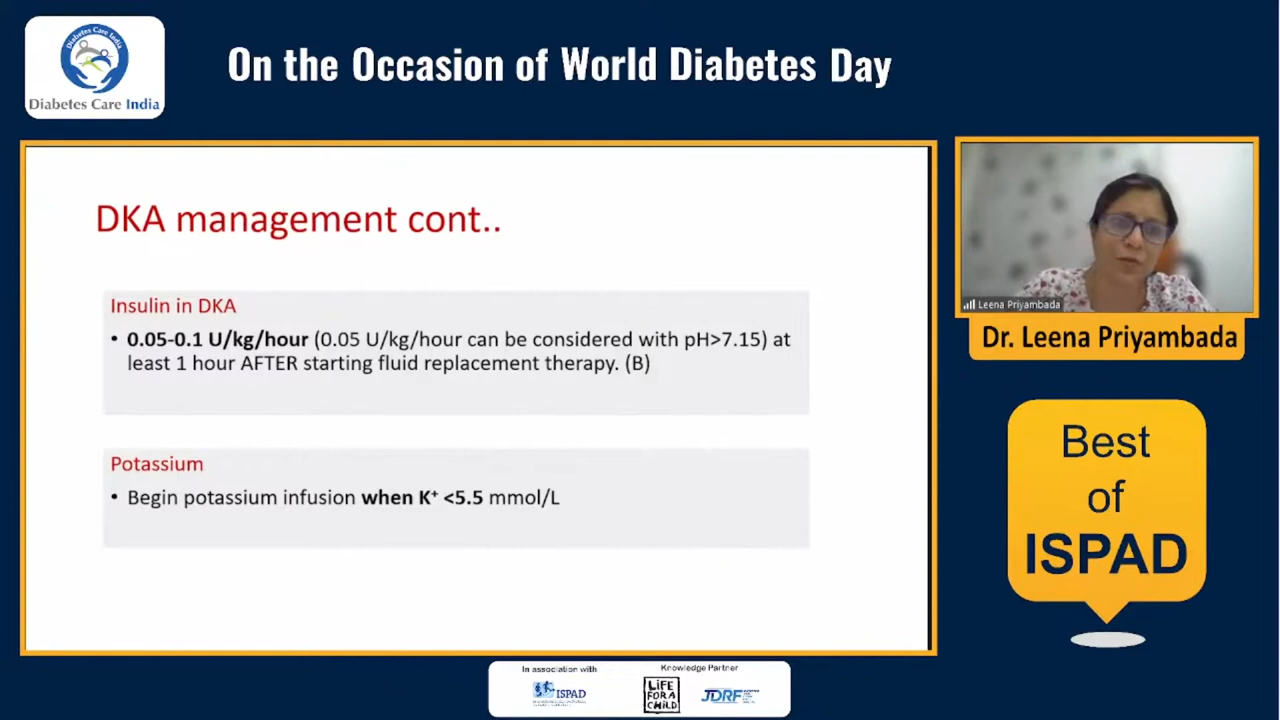 Diabetes Care India
Diabetes Care India
On the Occasion of World Diabetes Day
DKA management cont..
Insulin in DKA
• 0.05-0.1 U/kg/hour (0.05 U/kg/hour can be considered with pH>7.15) at
least 1 hour AFTER starting fluid replacement therapy. (B)
Potassium
• Begin potassium infusion when K⁺ <5.5 mmol/L
Leena Priyambada
Dr. Leena Priyambada
Best
of
ISPAD
In association with
ISPAD
Knowledge Partner
LIFE
FOR A
CHILD
JDRF